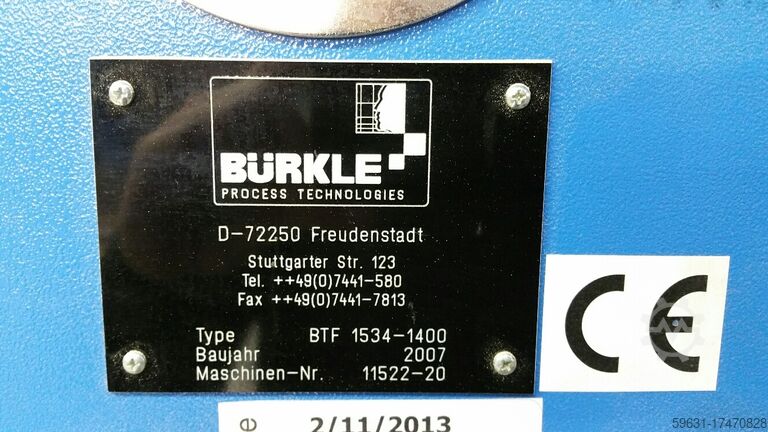 BÜRKLE
PROCESS TECHNOLOGIES
D-72250 Freudenstadt
Stuttgarter Str. 123
Tel. ++49(0)7441-580
Fax ++49(0)7441-7813
Type BTF 1534-1400
Baujahr 2007
Maschinen-Nr. 11522-20
CE
e 2/11/2013
59631-17470828